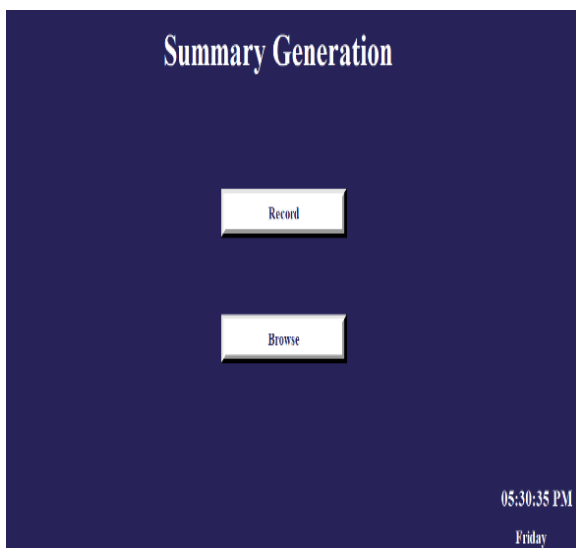 Summary Generation
Record
Browse
05:30:35 PM
Friday